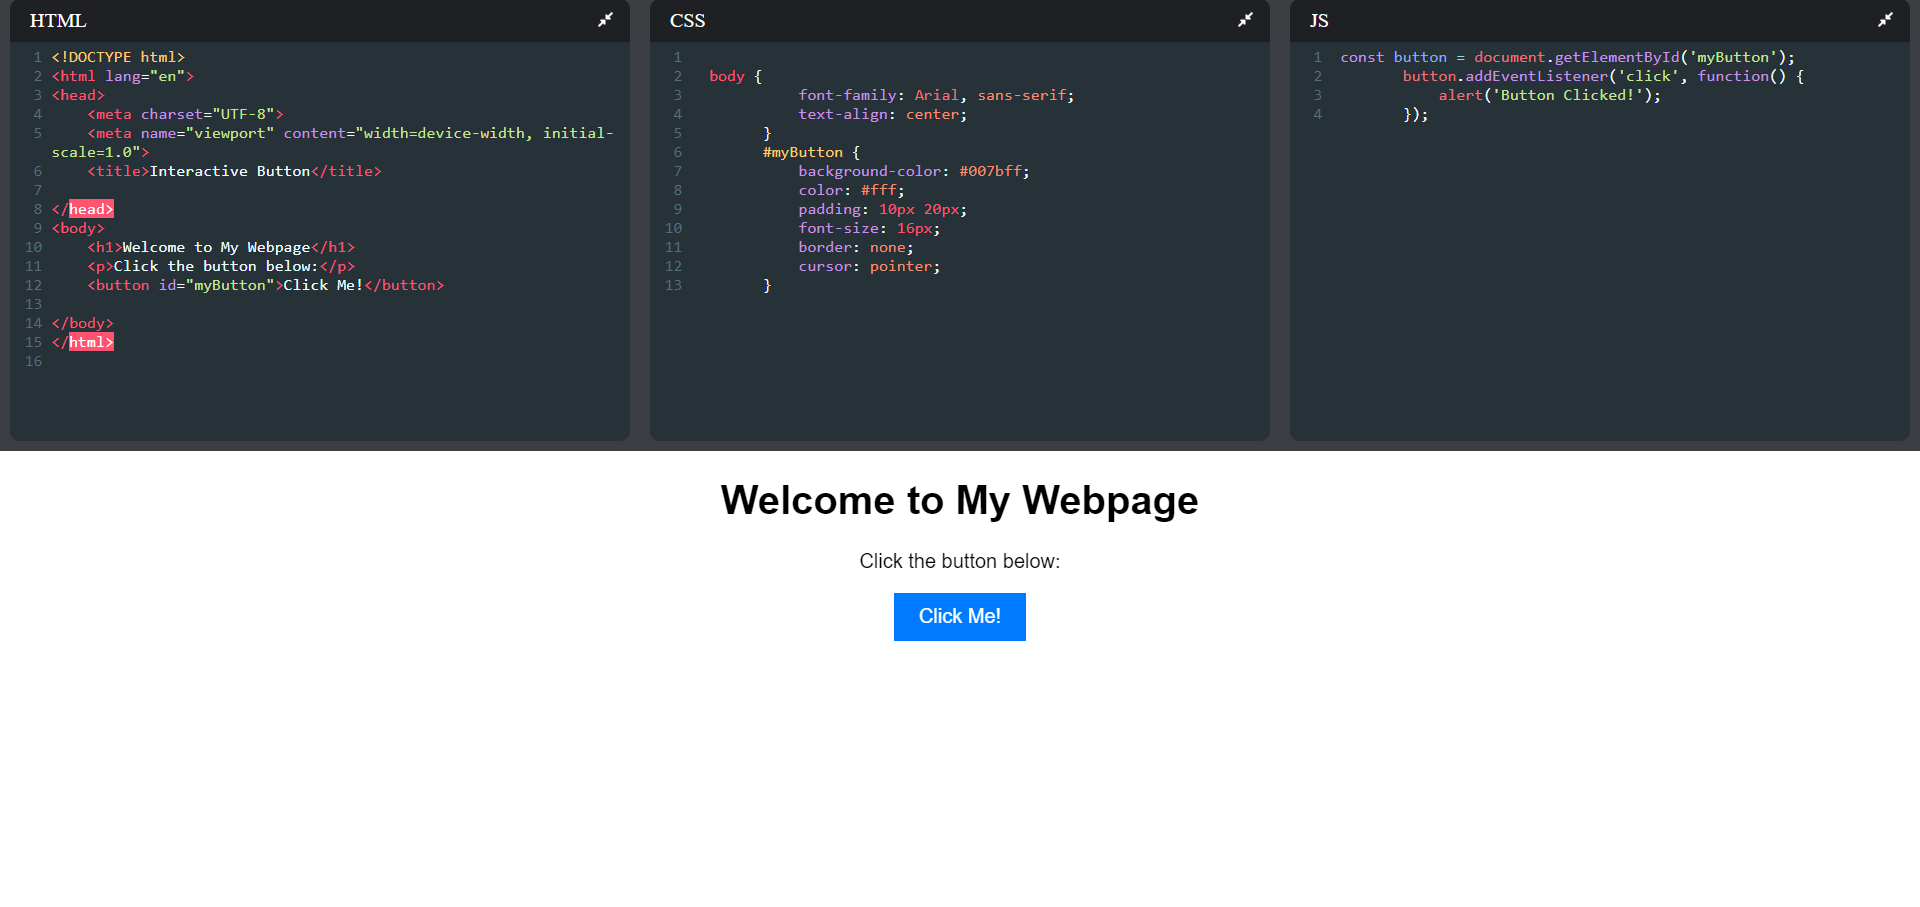 HTML
1 <!DOCTYPE html>
2 <html lang="en">
3 <head>
4     <meta charset="UTF-8">
5     <meta name="viewport" content="width=device-width, initial-
scale=1.0">
6     <title>Interactive Button</title>
7
8 </head>
9 <body>
10     <h1>Welcome to My Webpage</h1>
11     <p>Click the button below:</p>
12     <button id="myButton">Click Me!</button>
13
14 </body>
15 </html>
16
CSS
1
2   body {
3             font-family: Arial, sans-serif;
4             text-align: center;
5         }
6         #myButton {
7             background-color: #007bff;
8             color: #fff;
9             padding: 10px 20px;
10             font-size: 16px;
11             border: none;
12             cursor: pointer;
13         }
JS
1 const button = document.getElementById('myButton');
2        button.addEventListener('click', function() {
3            alert('Button Clicked!');
4        });
Welcome to My Webpage
Click the button below:
Click Me!